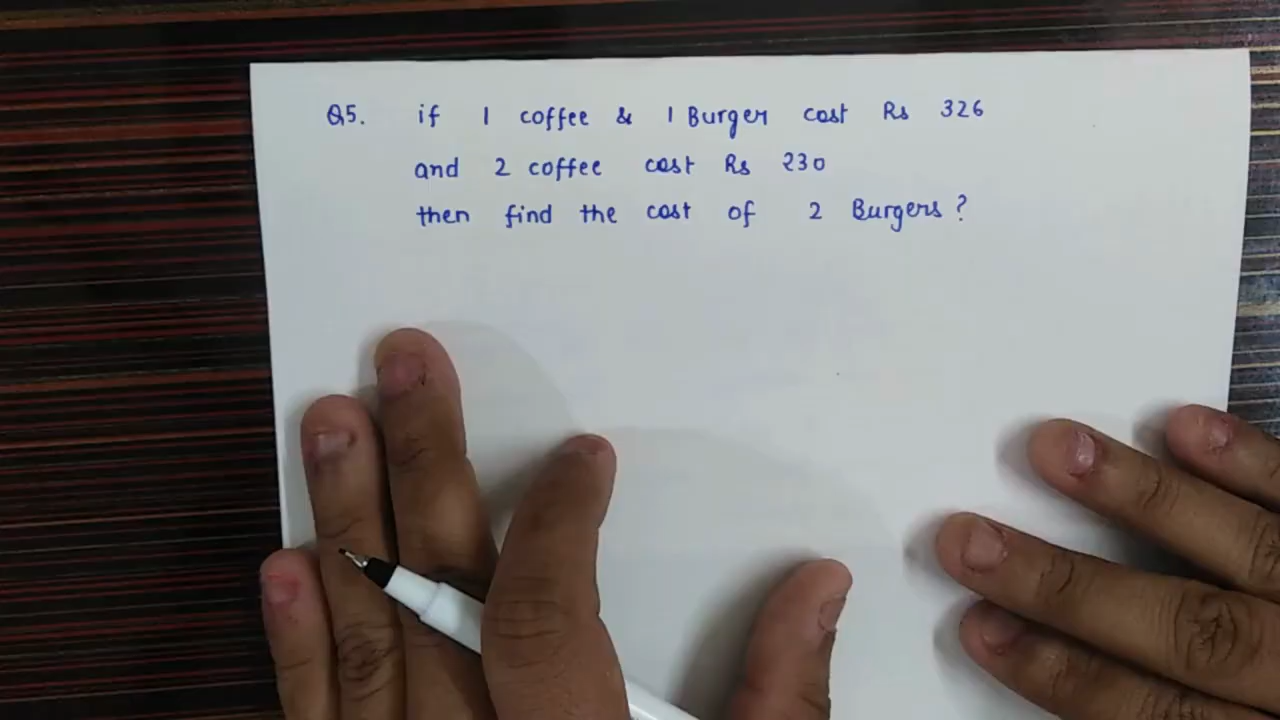 Q5. if 1 coffee & 1 Burger cost Rs 326
and 2 coffee cost Rs 230
then find the cost of 2 Burgers ?